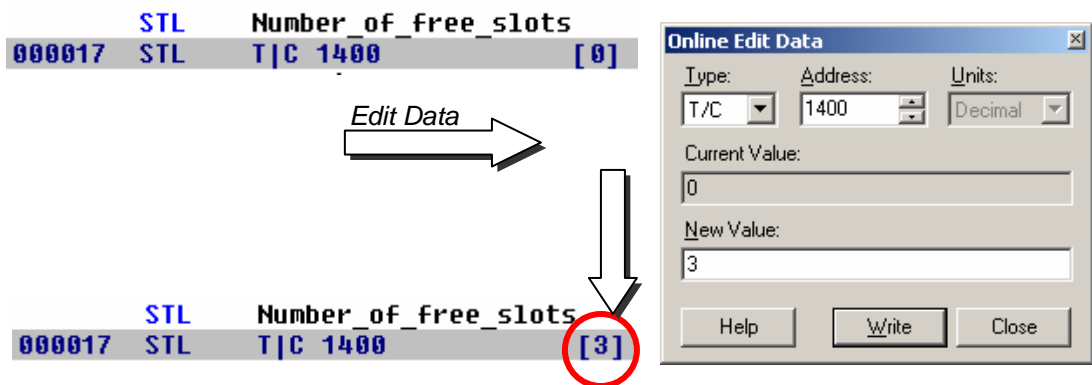 STL Number_of_free_slots
000017 STL T|C 1400 [0]
Edit Data
STL Number_of_free_slots
000017 STL T|C 1400 [3]
Online Edit Data
Type: Address: Units:
T/C 1400 Decimal
Current Value:
0
New Value:
3
Help Write Close